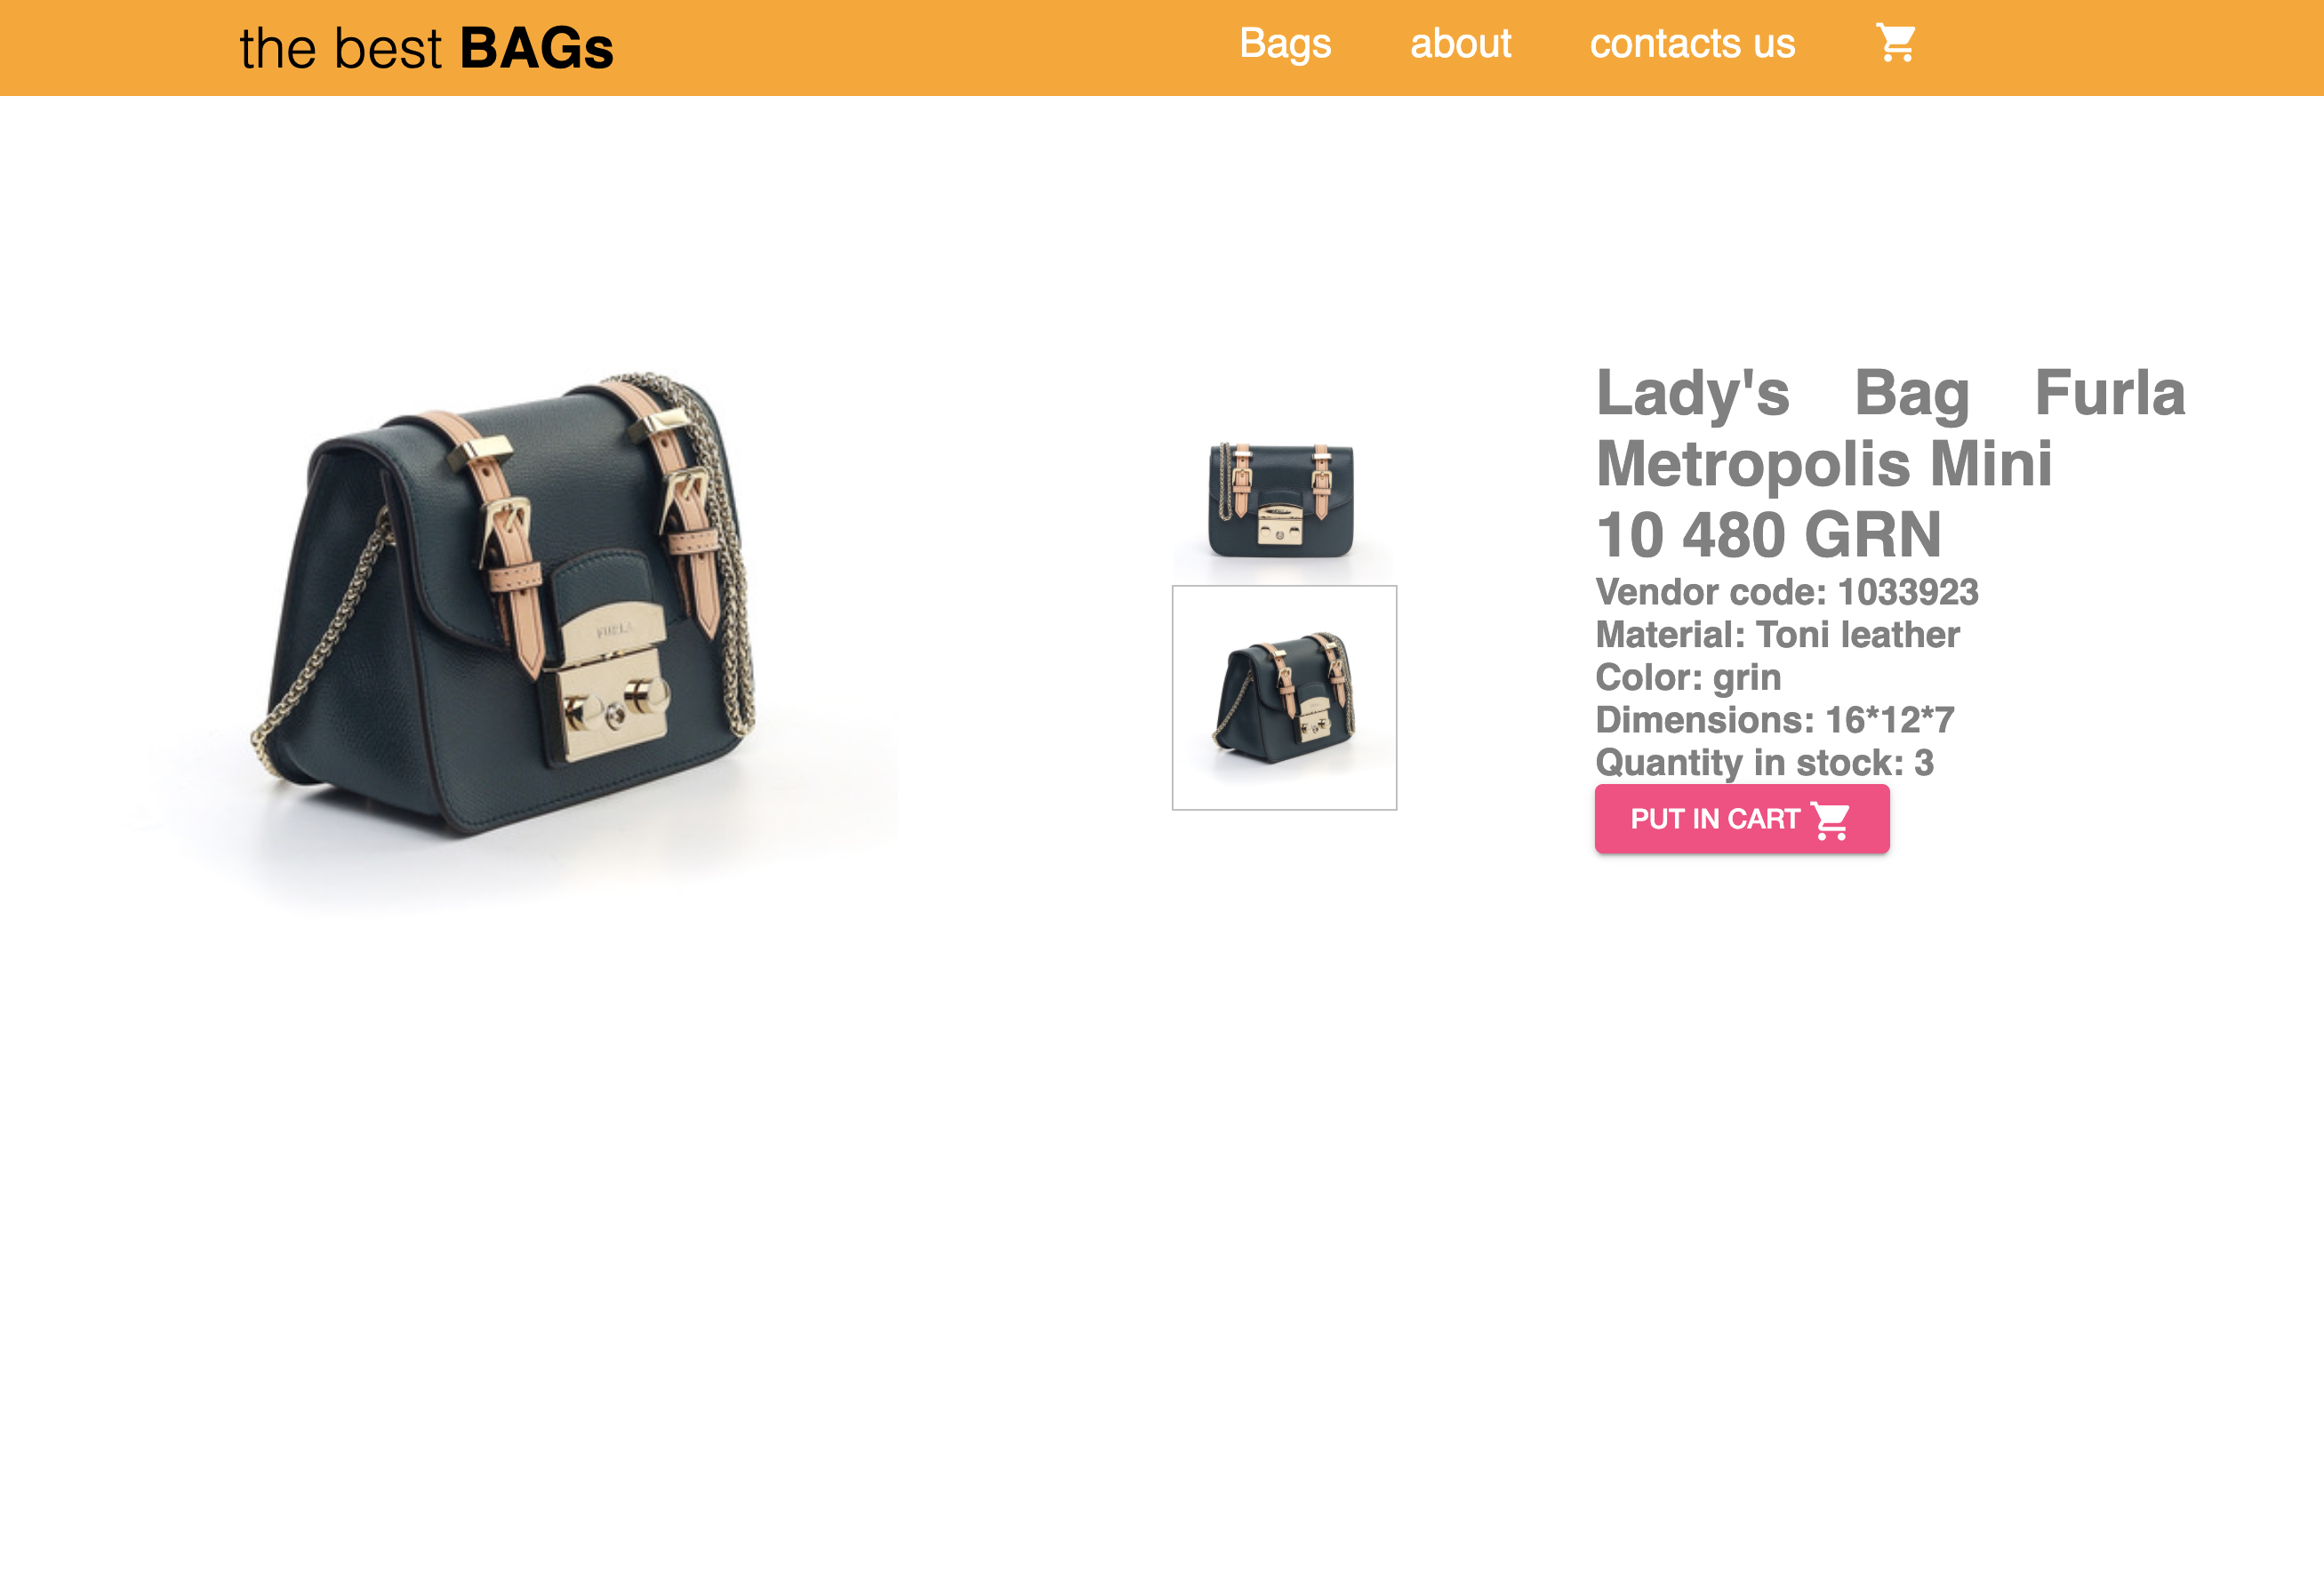 the best BAGs
Bags about contacts us
Lady's Bag Furla
Metropolis Mini
10 480 GRN
Vendor code: 1033923
Material: Toni leather
Color: grin
Dimensions: 16*12*7
Quantity in stock: 3
PUT IN CART
FURLA